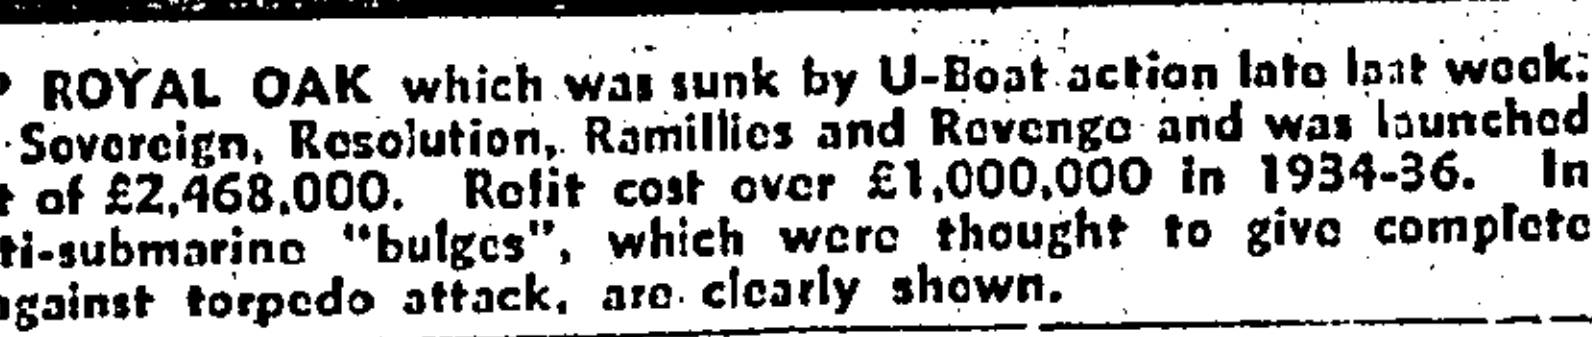 ROYAL OAK which was sunk by U-Boat action late last week.
Sovereign, Resolution, Ramillies and Revenge and was launched
of £2,468,000. Refit cost over £1,000,000 in 1934-36. In
ti-submarine "bulges", which were thought to give complete
against torpedo attack, are clearly shown.